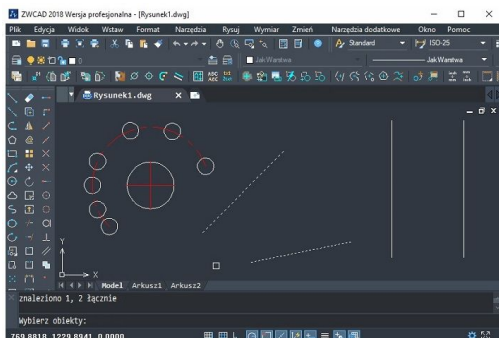 ZWCAD 2018 Wersja profesjonalna - [Rysunek1.dwg]
Plik Edycja Widok Wstaw Format Narzędzia Rysuj Wymiar Zmień Narzędzia dodatkowe Okno Pomoc
Standard ISO-25
0 JakWarstwa JakWarstwa
ABC
Rysunek1.dwg
Y
X
Model Arkusz1 Arkusz2
znaleziono 1, 2 łącznie
Wybierz obiekty:
769.8818, 1229.8941, 0.0000